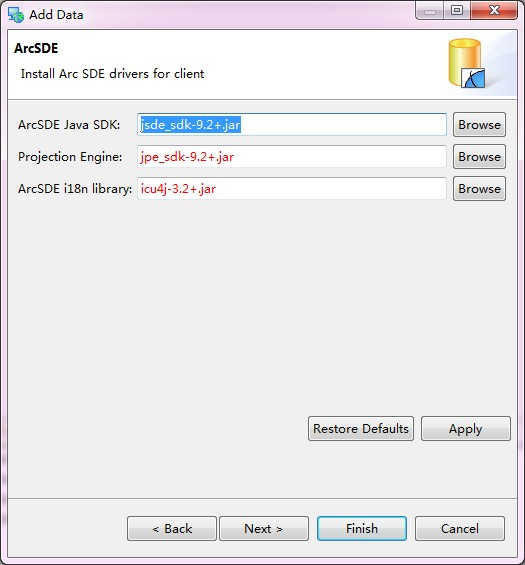 Add Data
ArcSDE
Install Arc SDE drivers for client
ArcSDE Java SDK: jsde_sdk-9.2+.jar Browse
Projection Engine: jpe_sdk-9.2+.jar Browse
ArcSDE i18n library: icu4j-3.2+.jar Browse
Restore Defaults Apply
< Back Next > Finish Cancel